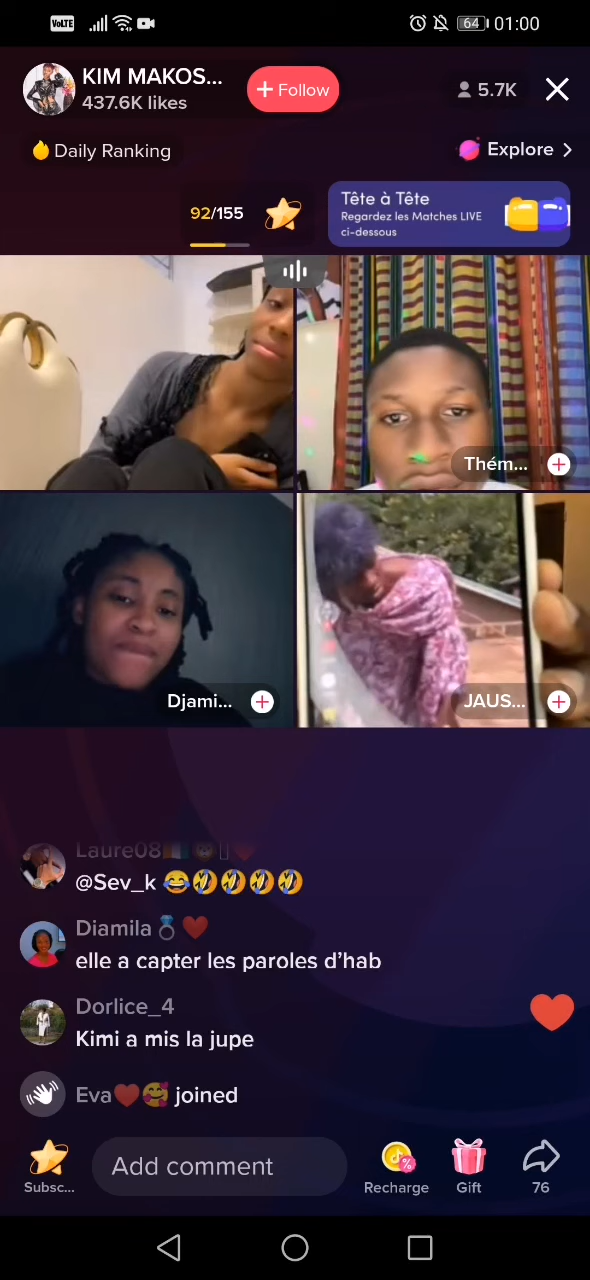 VoLTE 64 01:00
KIM MAKOS...
437.6K likes
+ Follow
5.7K
Daily Ranking
Explore
92/155
Tête à Tête
Regardez les Matches LIVE
ci-dessous
Thém...
Djami...
JAUS...
Laure08
@Sev_k 😂🤣🤣🤣🤣
Diamila💍❤️
elle a capter les paroles d’hab
Dorlice_4
Kimi a mis la jupe
Eva❤️🥰 joined
Add comment
Subsc...
Recharge
Gift
76